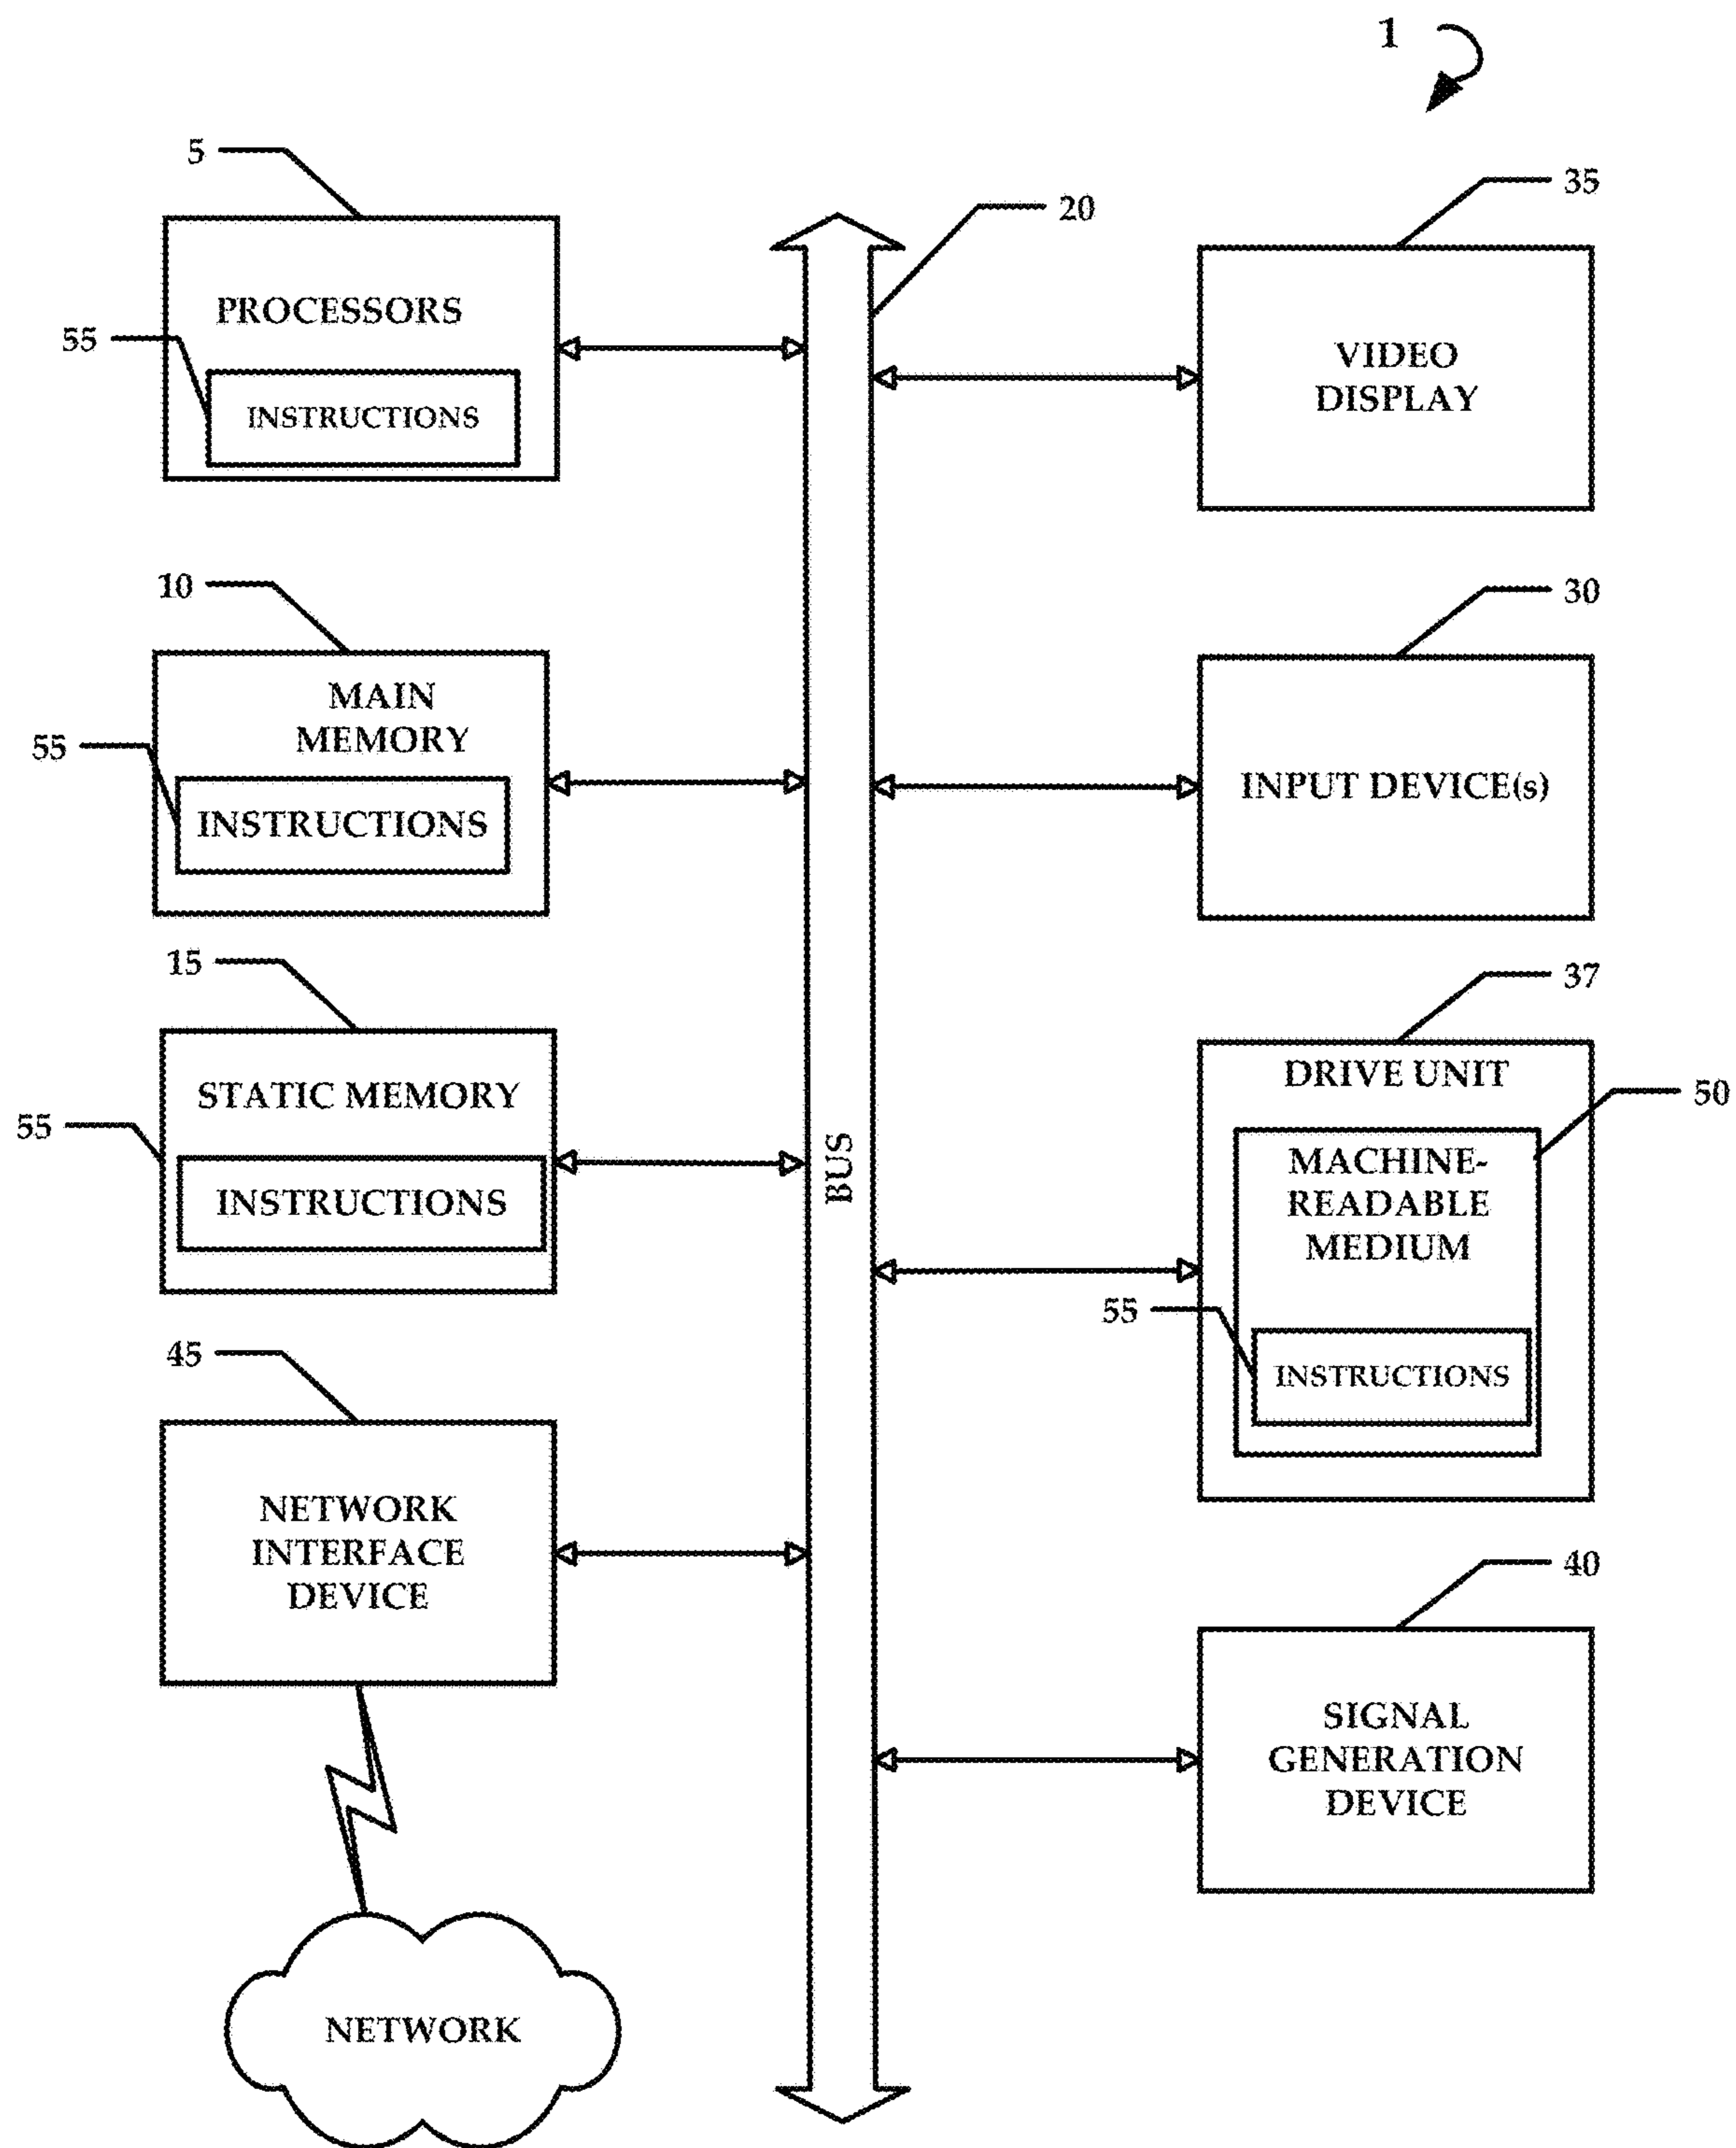 1
5
PROCESSORS
55
INSTRUCTIONS
10
MAIN
MEMORY
55
INSTRUCTIONS
15
STATIC MEMORY
55
INSTRUCTIONS
45
NETWORK
INTERFACE
DEVICE
NETWORK
20
BUS
35
VIDEO
DISPLAY
30
INPUT DEVICE(s)
37
DRIVE UNIT
50
MACHINE-
READABLE
MEDIUM
55
INSTRUCTIONS
40
SIGNAL
GENERATION
DEVICE